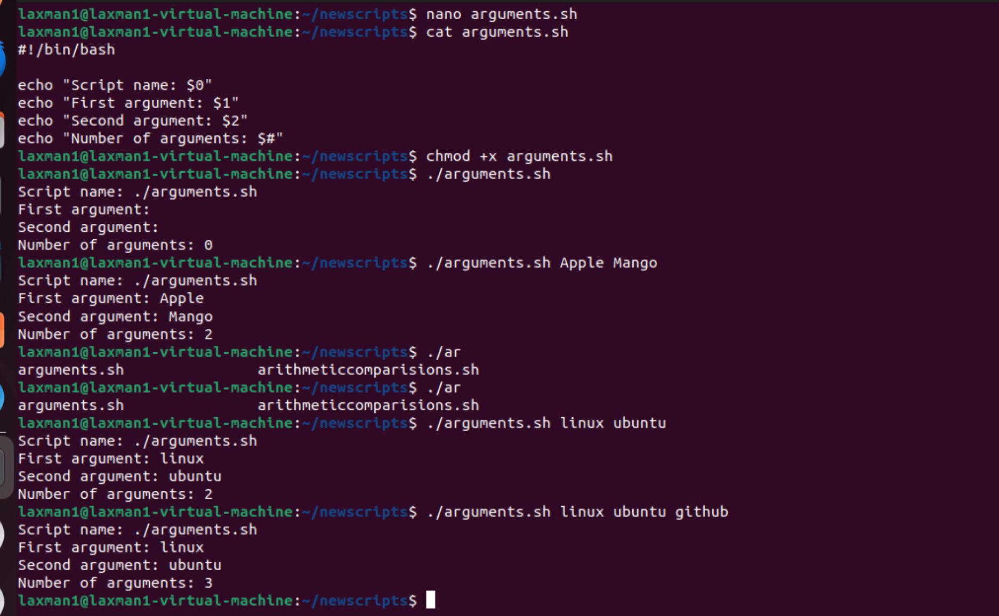 laxman1@laxman1-virtual-machine:~/newscripts$ nano arguments.sh
laxman1@laxman1-virtual-machine:~/newscripts$ cat arguments.sh
#!/bin/bash
echo "Script name: $0"
echo "First argument: $1"
echo "Second argument: $2"
echo "Number of arguments: $#"
laxman1@laxman1-virtual-machine:~/newscripts$ chmod +x arguments.sh
laxman1@laxman1-virtual-machine:~/newscripts$ ./arguments.sh
Script name: ./arguments.sh
First argument:
Second argument:
Number of arguments: 0
laxman1@laxman1-virtual-machine:~/newscripts$ ./arguments.sh Apple Mango
Script name: ./arguments.sh
First argument: Apple
Second argument: Mango
Number of arguments: 2
laxman1@laxman1-virtual-machine:~/newscripts$ ./ar
arguments.sh arithmeticcomparisions.sh
laxman1@laxman1-virtual-machine:~/newscripts$ ./ar
arguments.sh arithmeticcomparisions.sh
laxman1@laxman1-virtual-machine:~/newscripts$ ./arguments.sh linux ubuntu
Script name: ./arguments.sh
First argument: linux
Second argument: ubuntu
Number of arguments: 2
laxman1@laxman1-virtual-machine:~/newscripts$ ./arguments.sh linux ubuntu github
Script name: ./arguments.sh
First argument: linux
Second argument: ubuntu
Number of arguments: 3
laxman1@laxman1-virtual-machine:~/newscripts$